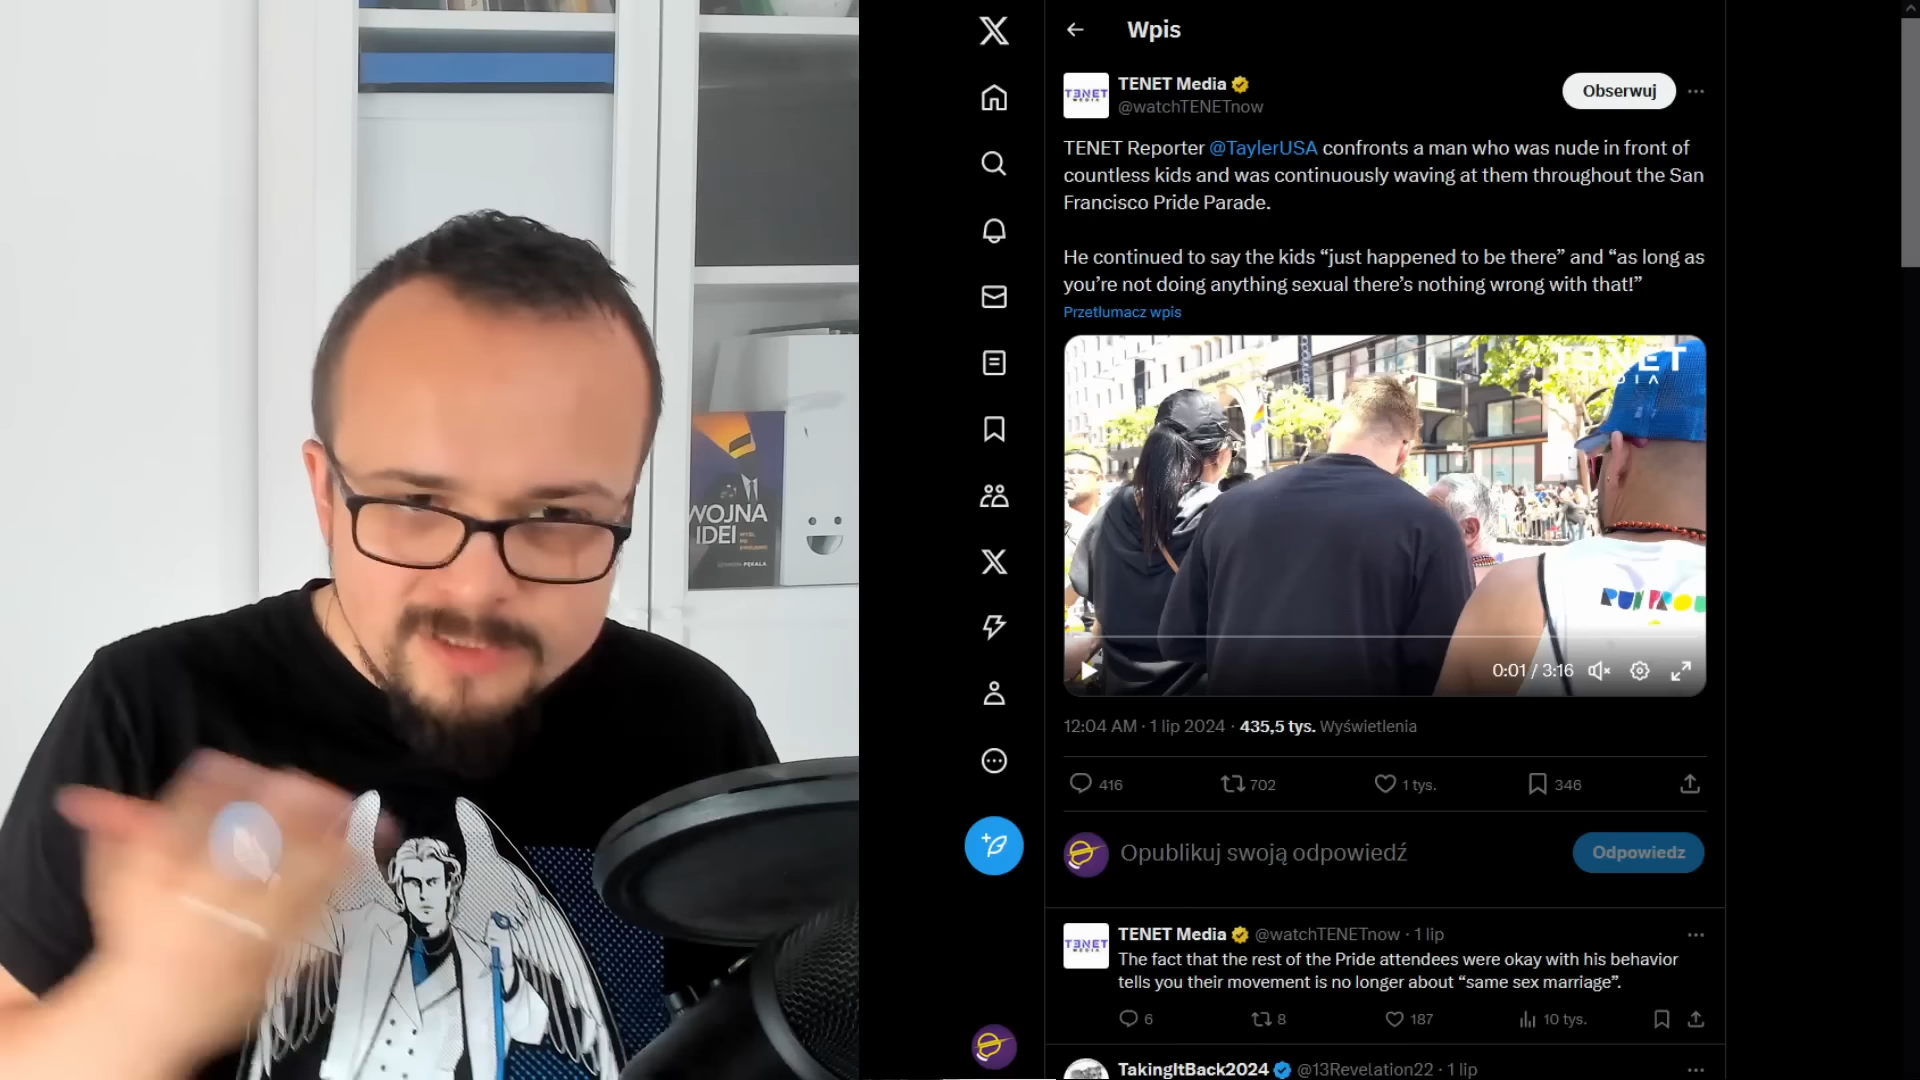 WOJNA
IDEI
Wpis
TENET Media
@watchTENETnow
Obserwuj
TENET Reporter @TaylerUSA confronts a man who was nude in front of
countless kids and was continuously waving at them throughout the San
Francisco Pride Parade.
He continued to say the kids “just happened to be there” and “as long as
you’re not doing anything sexual there’s nothing wrong with that!”
Przetłumacz wpis
TENET
MEDIA
0:01 / 3:16
12:04 AM · 1 lip 2024 · 435,5 tys. Wyświetlenia
416
702
1 tys.
346
Opublikuj swoją odpowiedź
Odpowiedz
TENET Media @watchTENETnow · 1 lip
The fact that the rest of the Pride attendees were okay with his behavior
tells you their movement is no longer about “same sex marriage”.
6
8
187
10 tys.
TakingItBack2024 @13Revelation22 · 1 lip